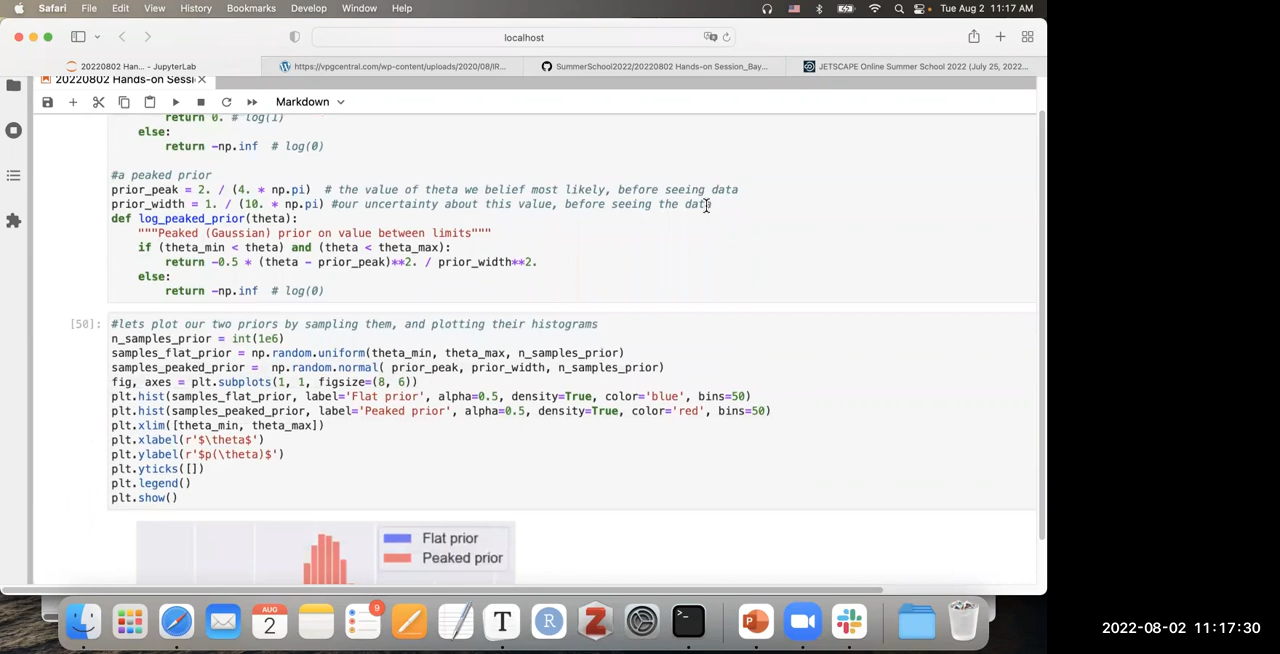 Safari File Edit View History Bookmarks Develop Window Help Tue Aug 2 11:17 AM
localhost
20220802 Han... - JupyterLab https://vpgcentral.com/wp-content/uploads/2020/08/IR... SummerSchool2022/20220802 Hands-on Session_Bay... JETSCAPE Online Summer School 2022 (July 25, 2022...
20220802 Hands-on Sessi
Markdown
return 0. # log(1)
else:
return -np.inf # log(0)
#a peaked prior
prior_peak = 2. / (4. * np.pi) # the value of theta we belief most likely, before seeing data
prior_width = 1. / (10. * np.pi) #our uncertainty about this value, before seeing the data
def log_peaked_prior(theta):
"""Peaked (Gaussian) prior on value between limits"""
if (theta_min < theta) and (theta < theta_max):
return -0.5 * (theta - prior_peak)**2. / prior_width**2.
else:
return -np.inf # log(0)
[50]: #lets plot our two priors by sampling them, and plotting their histograms
n_samples_prior = int(1e6)
samples_flat_prior = np.random.uniform(theta_min, theta_max, n_samples_prior)
samples_peaked_prior = np.random.normal( prior_peak, prior_width, n_samples_prior)
fig, axes = plt.subplots(1, 1, figsize=(8, 6))
plt.hist(samples_flat_prior, label='Flat prior', alpha=0.5, density=True, color='blue', bins=50)
plt.hist(samples_peaked_prior, label='Peaked prior', alpha=0.5, density=True, color='red', bins=50)
plt.xlim([theta_min, theta_max])
plt.xlabel(r'$\theta$')
plt.ylabel(r'$p(\theta)$')
plt.yticks([])
plt.legend()
plt.show()
Flat prior
Peaked prior
AUG
2
9
T
R
Z
P
2022-08-02 11:17:30